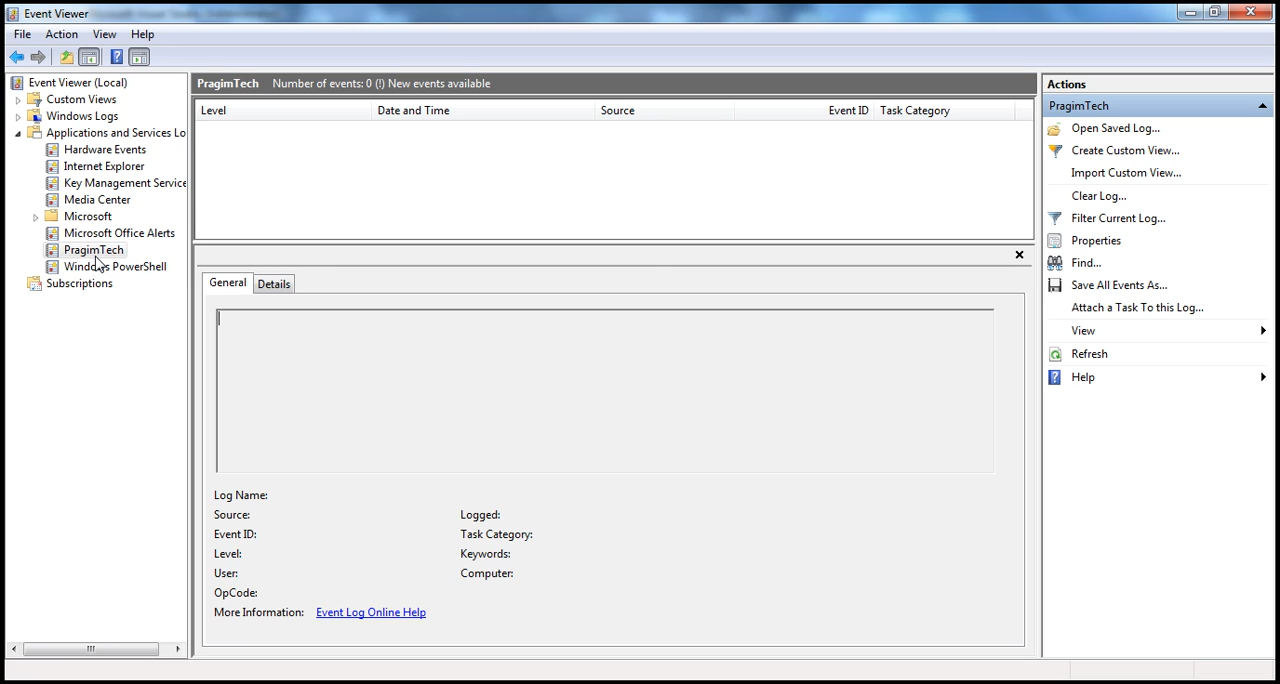 Event Viewer
File Action View Help
Event Viewer (Local)
Custom Views
Windows Logs
Applications and Services Lo
Hardware Events
Internet Explorer
Key Management Service
Media Center
Microsoft
Microsoft Office Alerts
PragimTech
Windows PowerShell
Subscriptions
PragimTech Number of events: 0 (!) New events available
Level Date and Time Source Event ID Task Category
General Details
Log Name:
Source: Logged:
Event ID: Task Category:
Level: Keywords:
User: Computer:
OpCode:
More Information: Event Log Online Help
Actions
PragimTech
Open Saved Log...
Create Custom View...
Import Custom View...
Clear Log...
Filter Current Log...
Properties
Find...
Save All Events As...
Attach a Task To this Log...
View
Refresh
Help